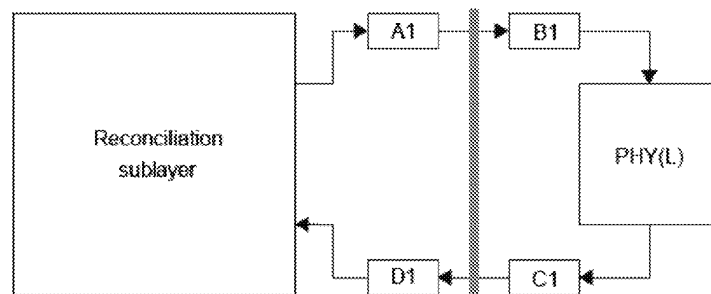 A1
B1
Reconciliation
sublayer
PHY(L)
D1
C1